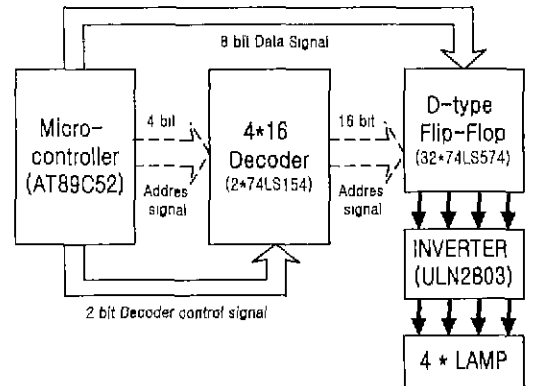 8 bit Data Signal
Micro-
controller
(AT89C52)
4 bit
Addres
signal
4*16
Decoder
(2*74LS154)
16 bit
Addres
signal
D-type
Flip-Flop
(32*74LS574)
2 bit Decoder control signal
INVERTER
(ULN2803)
4 * LAMP